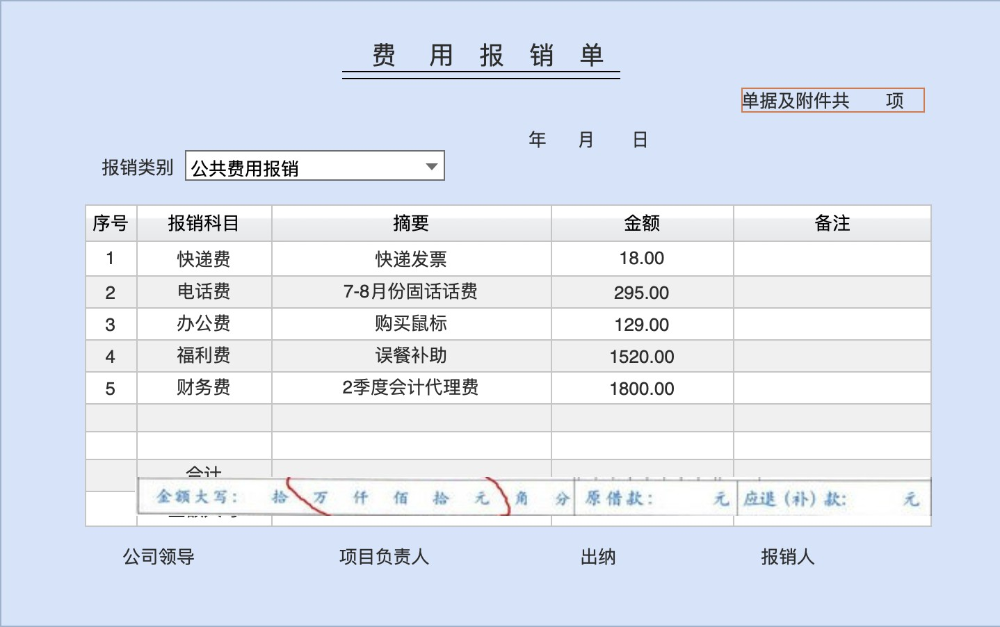 费 用 报 销 单
单据及附件共 项
年 月 日
报销类别 公共费用报销
序号 报销科目 摘要 金额 备注
1 快递费 快递发票 18.00
2 电话费 7-8月份固话话费 295.00
3 办公费 购买鼠标 129.00
4 福利费 误餐补助 1520.00
5 财务费 2季度会计代理费 1800.00
合计
金额大写： 拾 万 仟 佰 拾 元 角 分 原借款： 元 应退（补）款： 元
公司领导 项目负责人 出纳 报销人